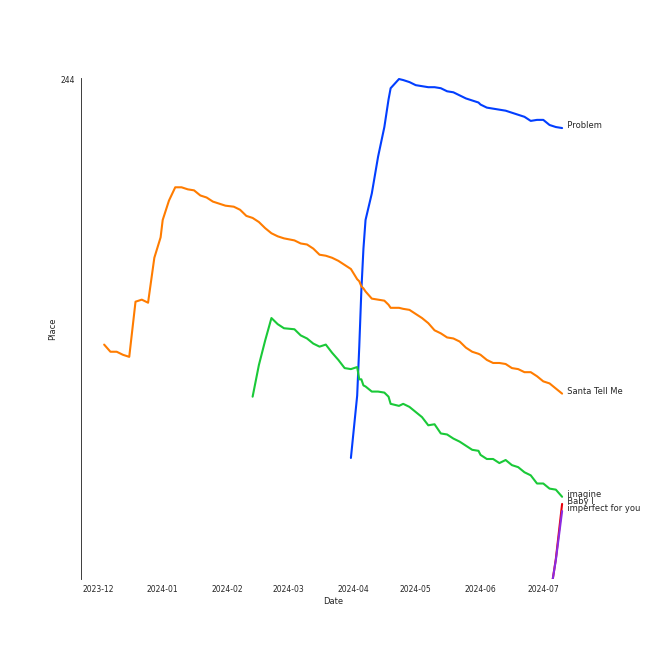 244
Problem
Santa Tell Me
imagine
Baby I
imperfect for you
Place
2023-12 2024-01 2024-02 2024-03 2024-04 2024-05 2024-06 2024-07
Date